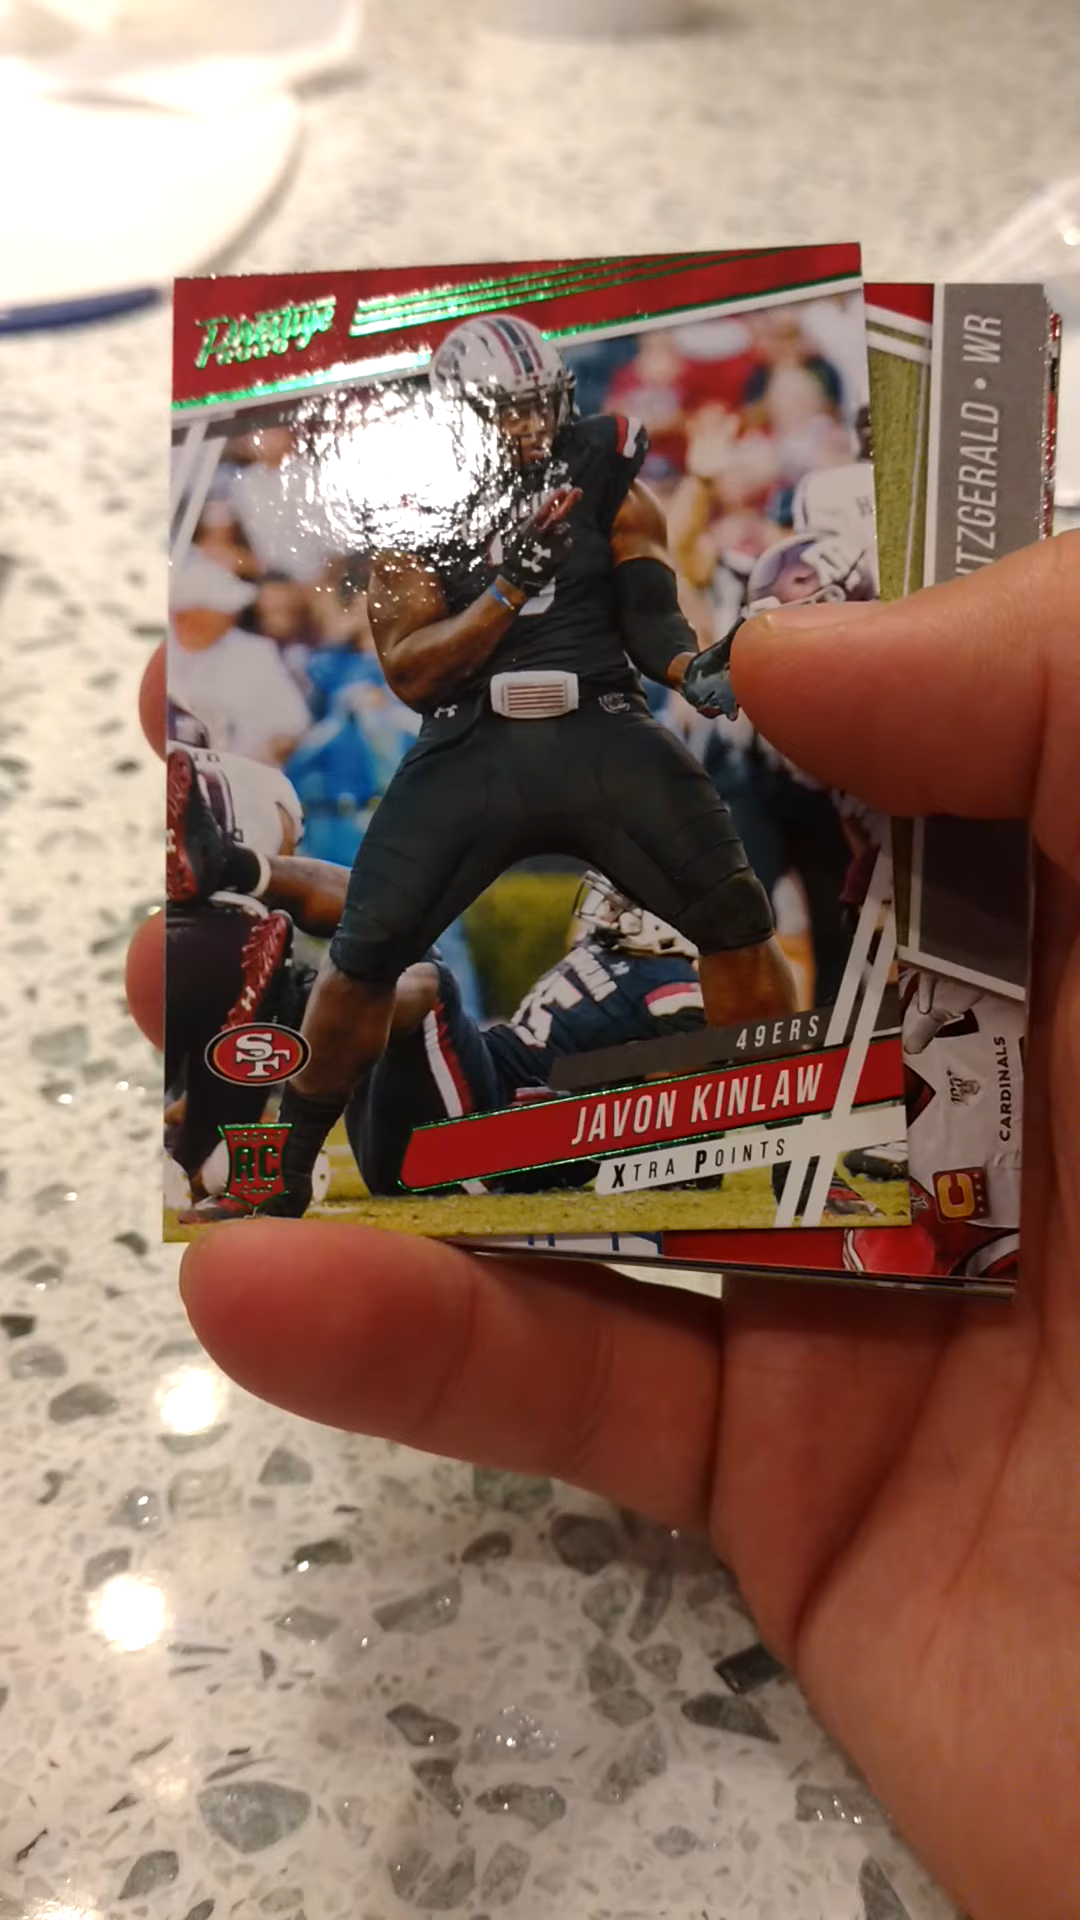 Prestige
49ERS
JAVON KINLAW
XTRA POINTS
SF
RC
ITZGERALD • WR
CARDINALS
C